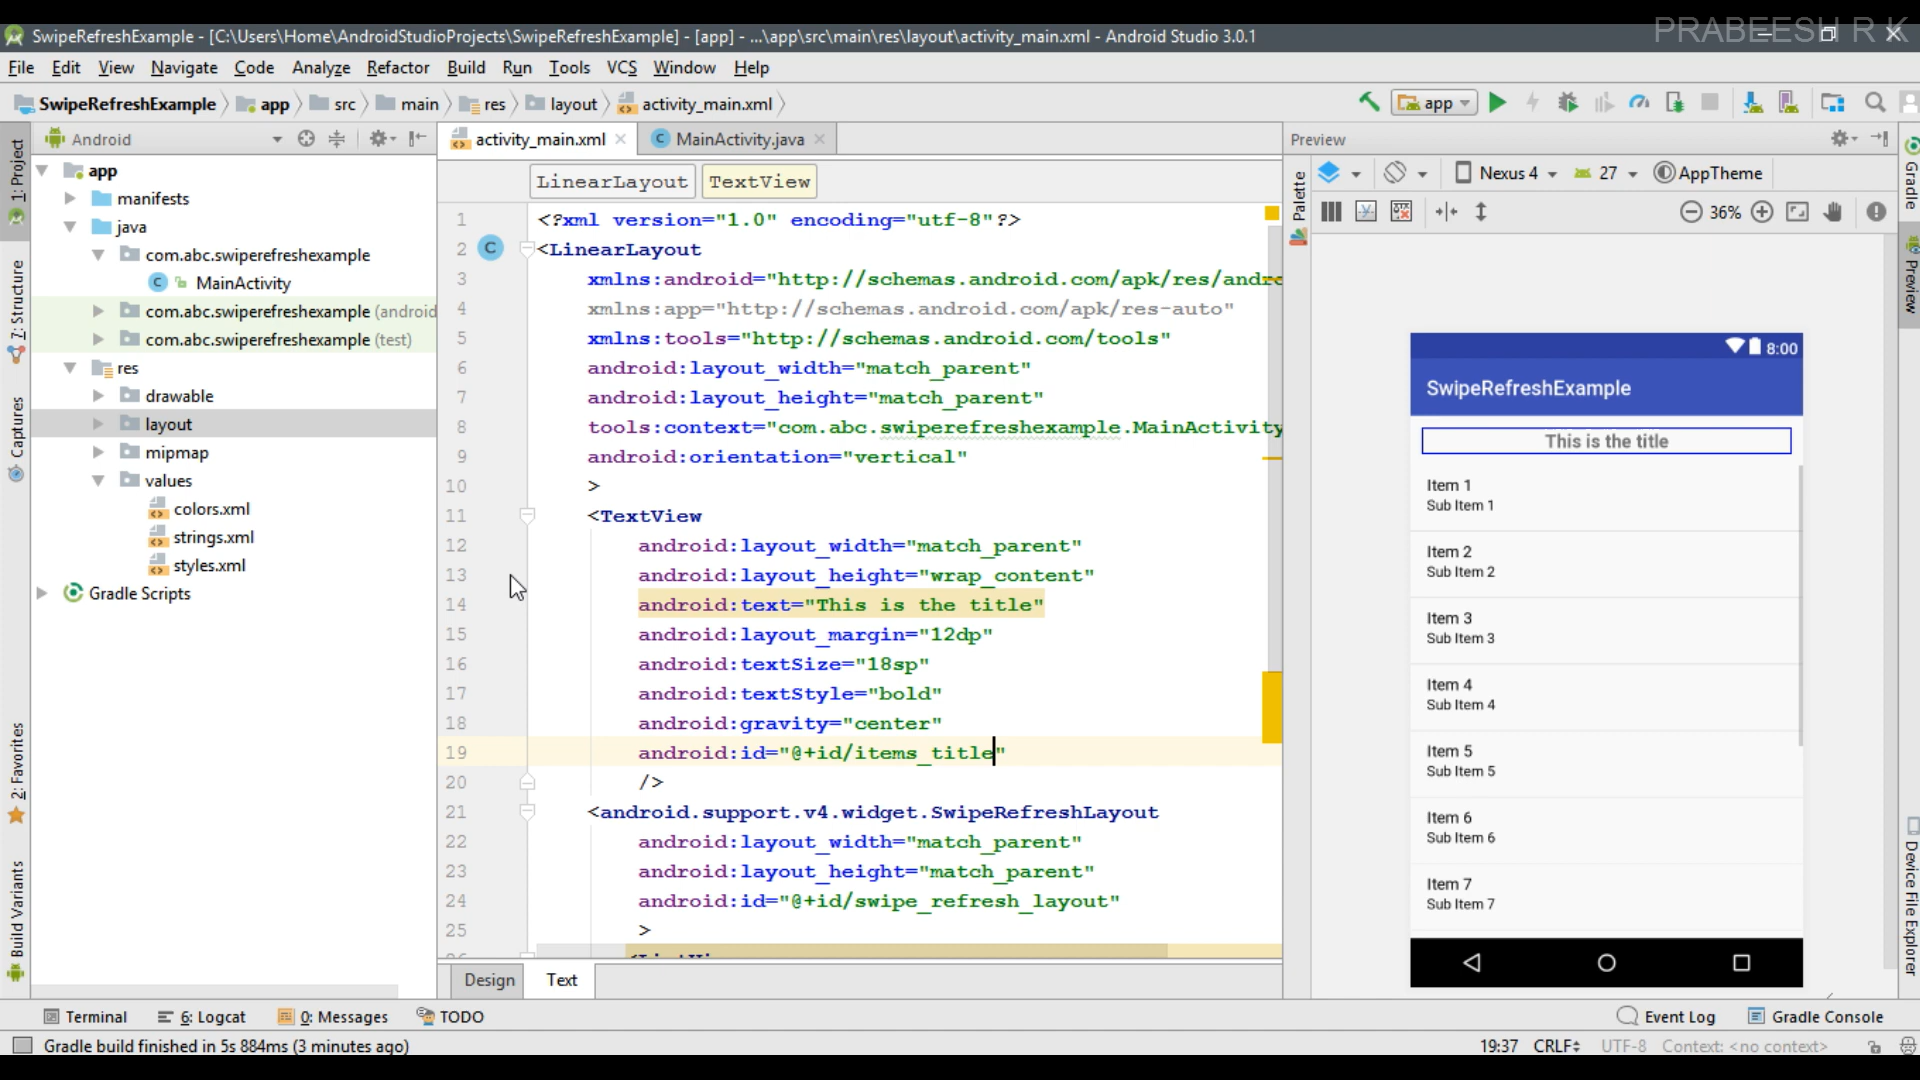 PRABEESH R K
SwipeRefreshExample - [C:\Users\Home\AndroidStudioProjects\SwipeRefreshExample] - [app] - ...\app\src\main\res\layout\activity_main.xml - Android Studio 3.0.1
File Edit View Navigate Code Analyze Refactor Build Run Tools VCS Window Help
SwipeRefreshExample app src main res layout activity_main.xml
app
1: Project
7: Structure
Captures
2: Favorites
Build Variants
Android
app
manifests
java
com.abc.swiperefreshexample
MainActivity
com.abc.swiperefreshexample (android
com.abc.swiperefreshexample (test)
res
drawable
layout
mipmap
values
colors.xml
strings.xml
styles.xml
Gradle Scripts
activity_main.xml MainActivity.java
LinearLayout TextView
1 <?xml version="1.0" encoding="utf-8"?>
2 <LinearLayout
3 xmlns:android="http://schemas.android.com/apk/res/andro
4 xmlns:app="http://schemas.android.com/apk/res-auto"
5 xmlns:tools="http://schemas.android.com/tools"
6 android:layout_width="match_parent"
7 android:layout_height="match_parent"
8 tools:context="com.abc.swiperefreshexample.MainActivity
9 android:orientation="vertical"
10 >
11 <TextView
12 android:layout_width="match_parent"
13 android:layout_height="wrap_content"
14 android:text="This is the title"
15 android:layout_margin="12dp"
16 android:textSize="18sp"
17 android:textStyle="bold"
18 android:gravity="center"
19 android:id="@+id/items_title"
20 />
21 <android.support.v4.widget.SwipeRefreshLayout
22 android:layout_width="match_parent"
23 android:layout_height="match_parent"
24 android:id="@+id/swipe_refresh_layout"
25 >
Design Text
Preview
Palette
Nexus 4 27 AppTheme
36%
8:00
SwipeRefreshExample
This is the title
Item 1
Sub Item 1
Item 2
Sub Item 2
Item 3
Sub Item 3
Item 4
Sub Item 4
Item 5
Sub Item 5
Item 6
Sub Item 6
Item 7
Sub Item 7
Gradle
Preview
Device File Explorer
Terminal 6: Logcat 0: Messages TODO Event Log Gradle Console
Gradle build finished in 5s 884ms (3 minutes ago) 19:37 CRLF UTF-8 Context: <no context>